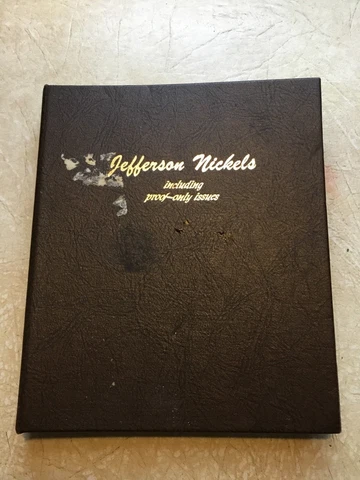 Jefferson Nickels
including
proof-only issues